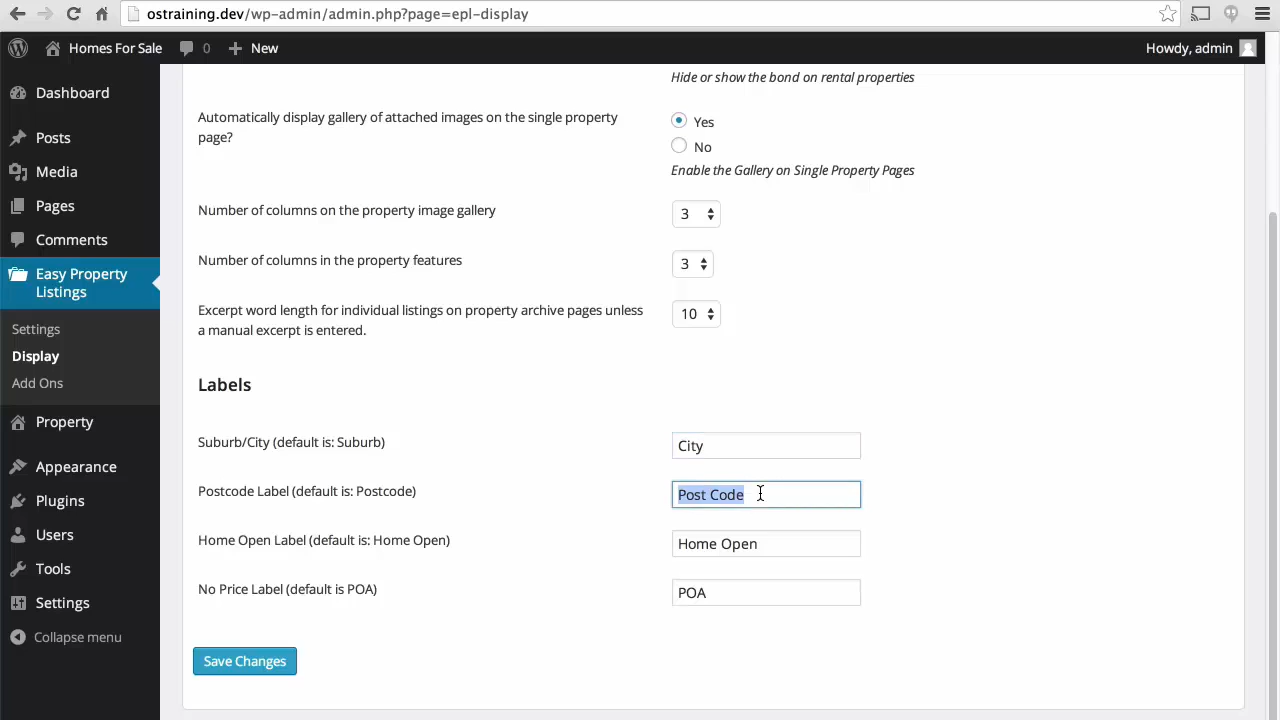 ostraining.dev/wp-admin/admin.php?page=epl-display
Homes For Sale 0 New Howdy, admin
Dashboard
Posts
Media
Pages
Comments
Easy Property
Listings
Settings
Display
Add Ons
Property
Appearance
Plugins
Users
Tools
Settings
Collapse menu
Hide or show the bond on rental properties
Automatically display gallery of attached images on the single property
page?
Yes
No
Enable the Gallery on Single Property Pages
Number of columns on the property image gallery
3
Number of columns in the property features
3
Excerpt word length for individual listings on property archive pages unless
a manual excerpt is entered.
10
Labels
Suburb/City (default is: Suburb)
City
Postcode Label (default is: Postcode)
Post Code
Home Open Label (default is: Home Open)
Home Open
No Price Label (default is POA)
POA
Save Changes